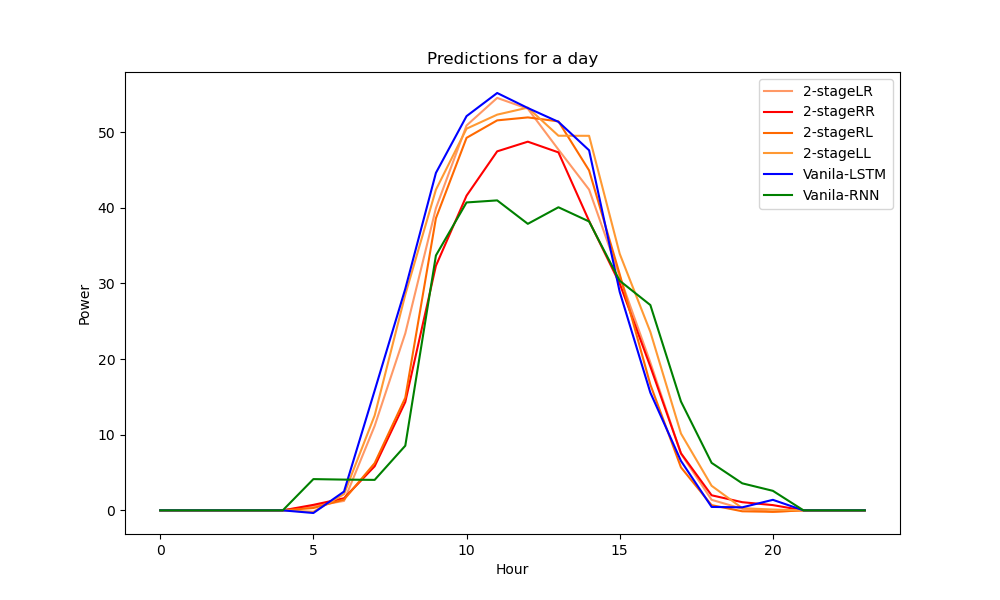 Predictions for a day
2-stageLR
2-stageRR
2-stageRL
2-stageLL
Vanila-LSTM
Vanila-RNN
Power
50
40
30
20
10
0
0 5 10 15 20
Hour